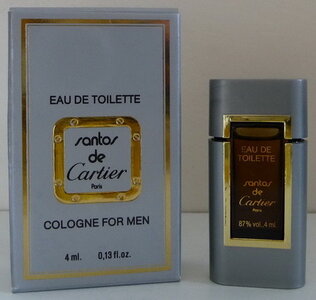 EAU DE TOILETTE
santos
de
Cartier
Paris
COLOGNE FOR MEN
4 ml. 0,13 fl.oz.
EAU DE
TOILETTE
santos
de
Cartier
Paris
87% vol. 4 ml